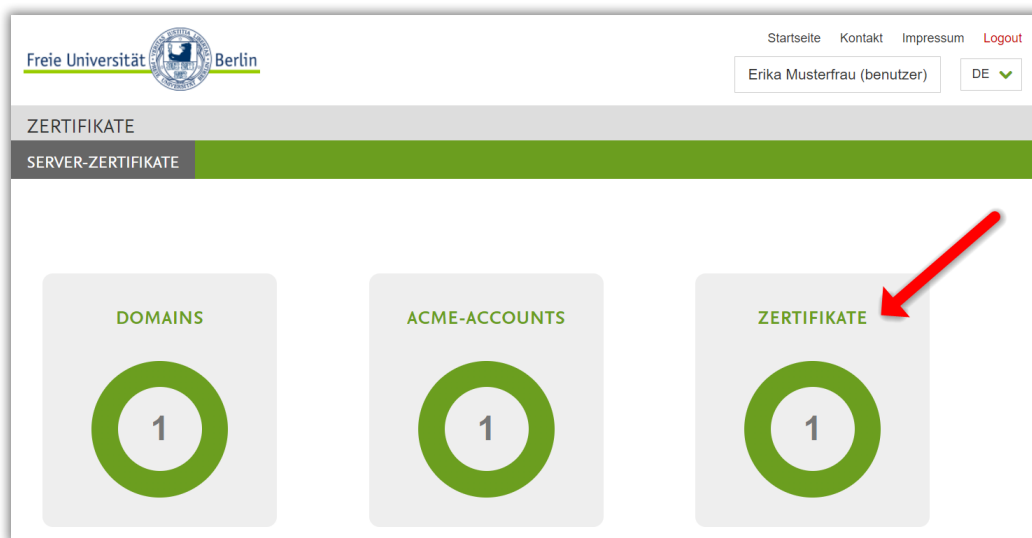 Startseite Kontakt Impressum Logout
Freie Universität Berlin
Erika Musterfrau (benutzer) DE
ZERTIFIKATE
SERVER-ZERTIFIKATE
DOMAINS ACME-ACCOUNTS ZERTIFIKATE
1 1 1